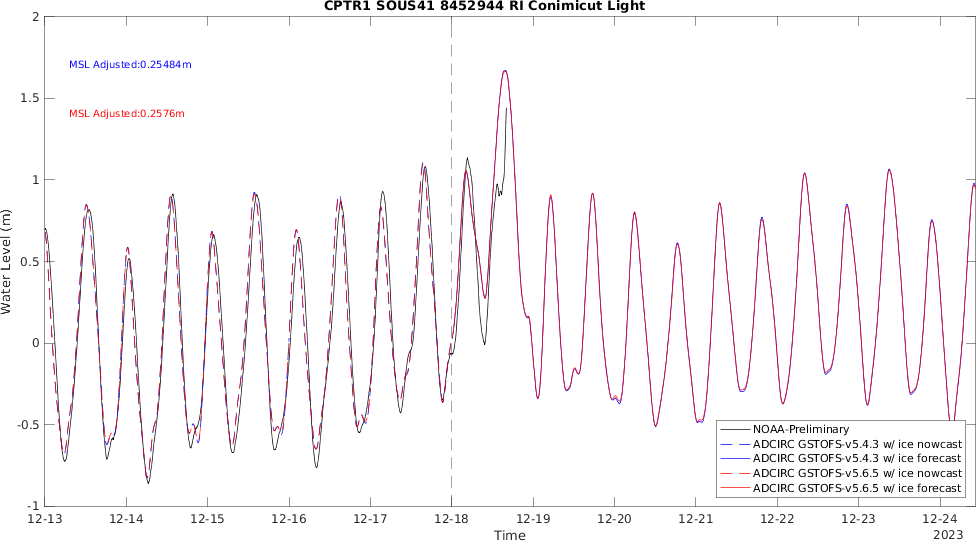 CPTR1 SOUS41 8452944 RI Conimicut Light
2
1.5
1
0.5
0
-0.5
-1
Water Level (m)
MSL Adjusted:0.25484m
MSL Adjusted:0.2576m
NOAA-Preliminary
ADCIRC GSTOFS-v5.4.3 w/ ice nowcast
ADCIRC GSTOFS-v5.4.3 w/ ice forecast
ADCIRC GSTOFS-v5.6.5 w/ ice nowcast
ADCIRC GSTOFS-v5.6.5 w/ ice forecast
12-13 12-14 12-15 12-16 12-17 12-18 12-19 12-20 12-21 12-22 12-23 12-24
2023
Time